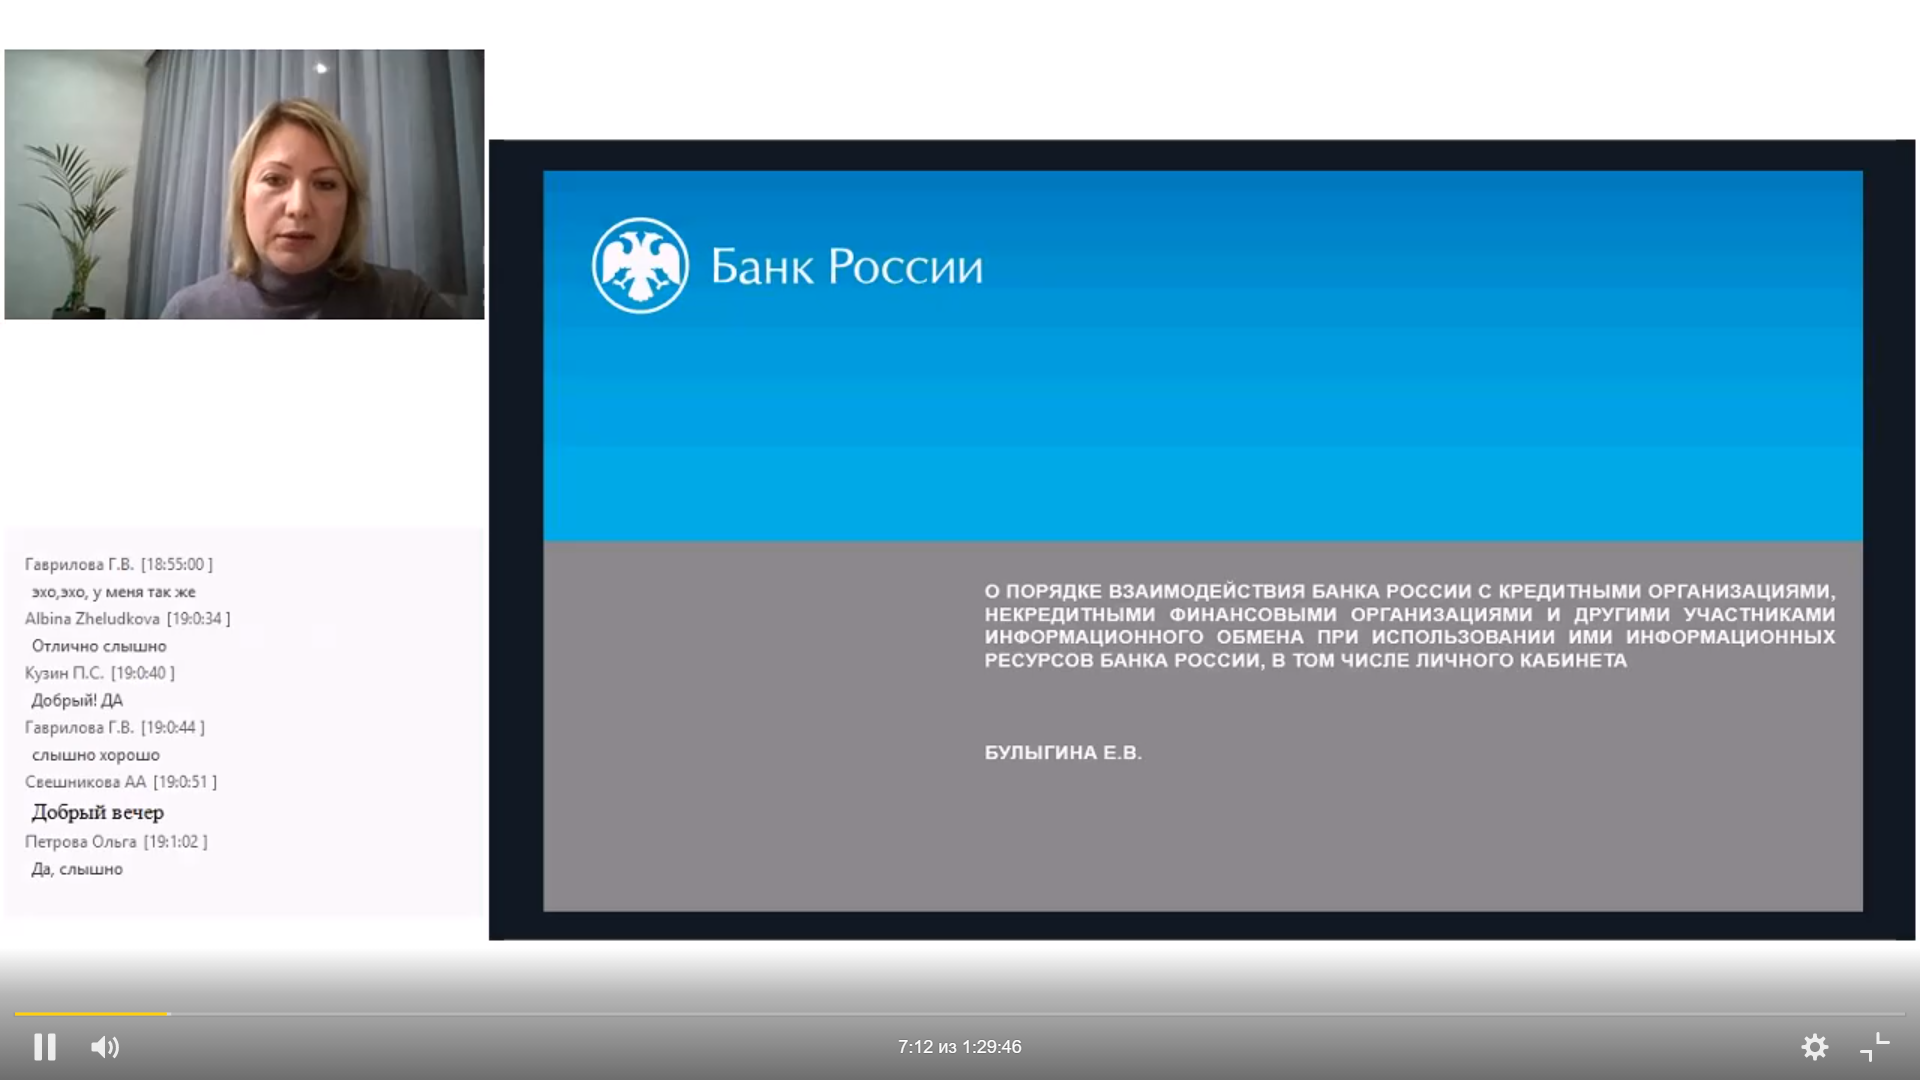 Гаврилова Г.В. [18:55:00 ]
эхо,эхо, у меня так же
Albina Zheludkova [19:0:34 ]
Отлично слышно
Кузин П.С. [19:0:40 ]
Добрый! ДА
Гаврилова Г.В. [19:0:44 ]
слышно хорошо
Свешникова АА [19:0:51 ]
Добрый вечер
Петрова Ольга [19:1:02 ]
Да, слышно
Банк России
О ПОРЯДКЕ ВЗАИМОДЕЙСТВИЯ БАНКА РОССИИ С КРЕДИТНЫМИ ОРГАНИЗАЦИЯМИ,
НЕКРЕДИТНЫМИ ФИНАНСОВЫМИ ОРГАНИЗАЦИЯМИ И ДРУГИМИ УЧАСТНИКАМИ
ИНФОРМАЦИОННОГО ОБМЕНА ПРИ ИСПОЛЬЗОВАНИИ ИМИ ИНФОРМАЦИОННЫХ
РЕСУРСОВ БАНКА РОССИИ, В ТОМ ЧИСЛЕ ЛИЧНОГО КАБИНЕТА
БУЛЫГИНА Е.В.
7:12 из 1:29:46